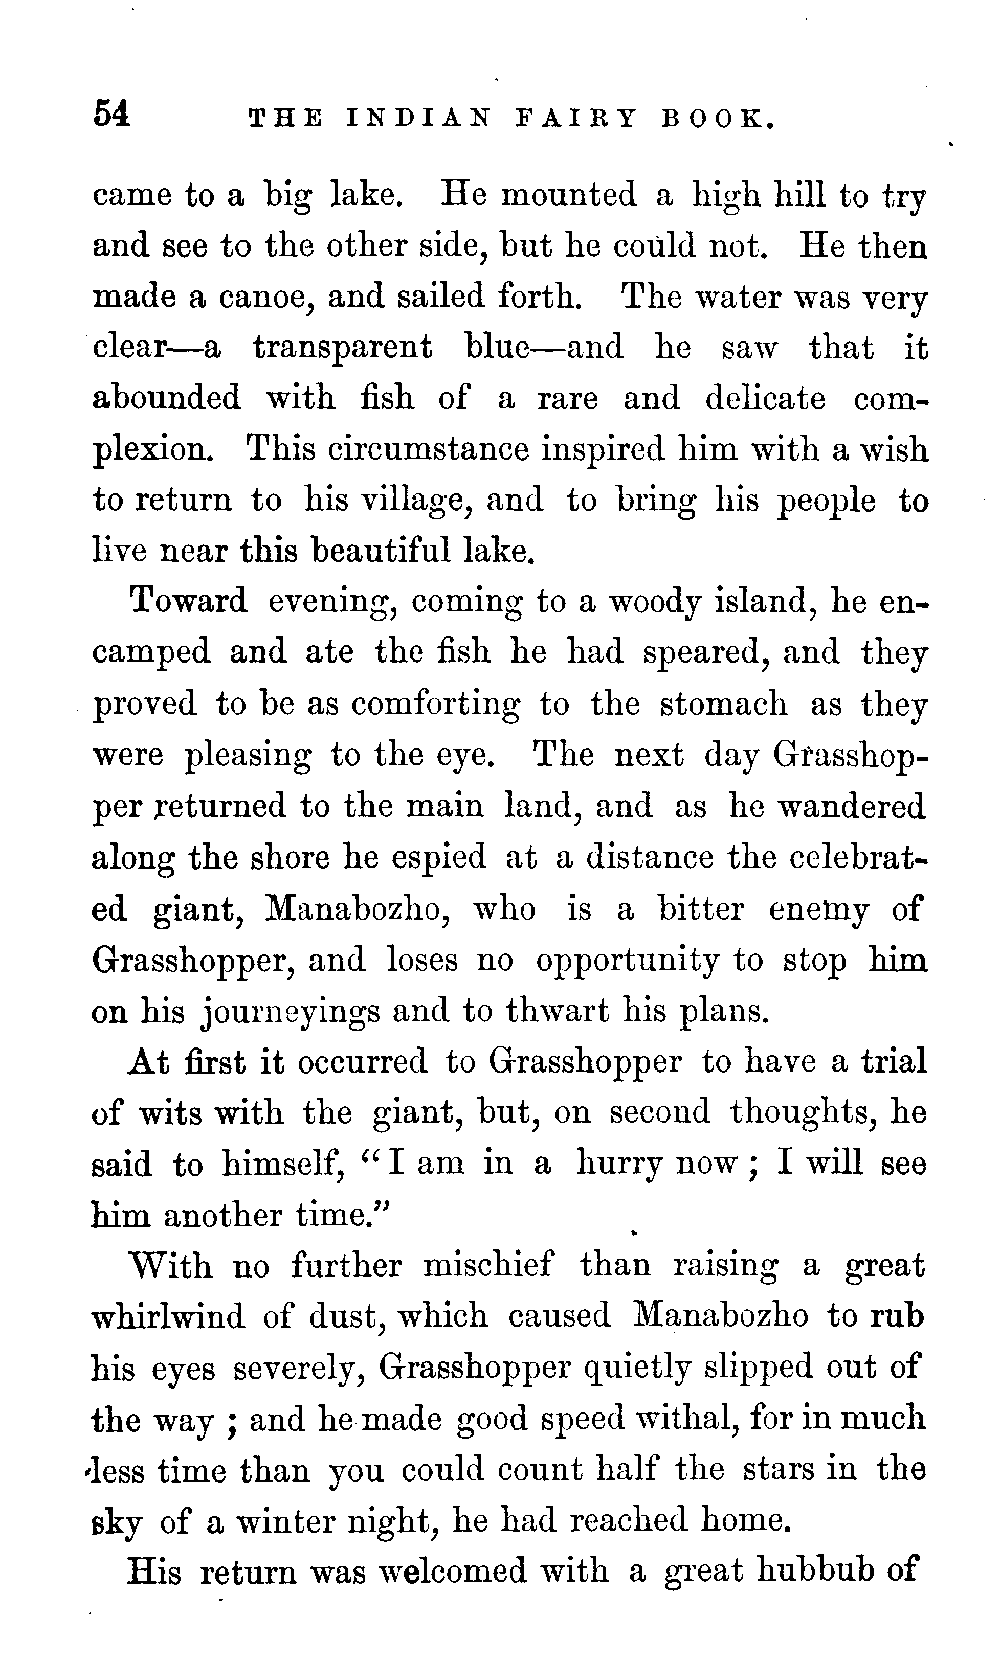 54 THE INDIAN FAIRY BOOK.
came to a big lake. He mounted a high hill to try
and see to the other side, but he could not. He then
made a canoe, and sailed forth. The water was very
clear—a transparent blue—and he saw that it
abounded with fish of a rare and delicate com-
plexion. This circumstance inspired him with a wish
to return to his village, and to bring his people to
live near this beautiful lake.
Toward evening, coming to a woody island, he en-
camped and ate the fish he had speared, and they
proved to be as comforting to the stomach as they
were pleasing to the eye. The next day Grasshop-
per returned to the main land, and as he wandered
along the shore he espied at a distance the celebrat-
ed giant, Manabozho, who is a bitter enemy of
Grasshopper, and loses no opportunity to stop him
on his journeyings and to thwart his plans.
At first it occurred to Grasshopper to have a trial
of wits with the giant, but, on second thoughts, he
said to himself, “I am in a hurry now; I will see
him another time.”
With no further mischief than raising a great
whirlwind of dust, which caused Manabozho to rub
his eyes severely, Grasshopper quietly slipped out of
the way; and he made good speed withal, for in much
less time than you could count half the stars in the
sky of a winter night, he had reached home.
His return was welcomed with a great hubbub of